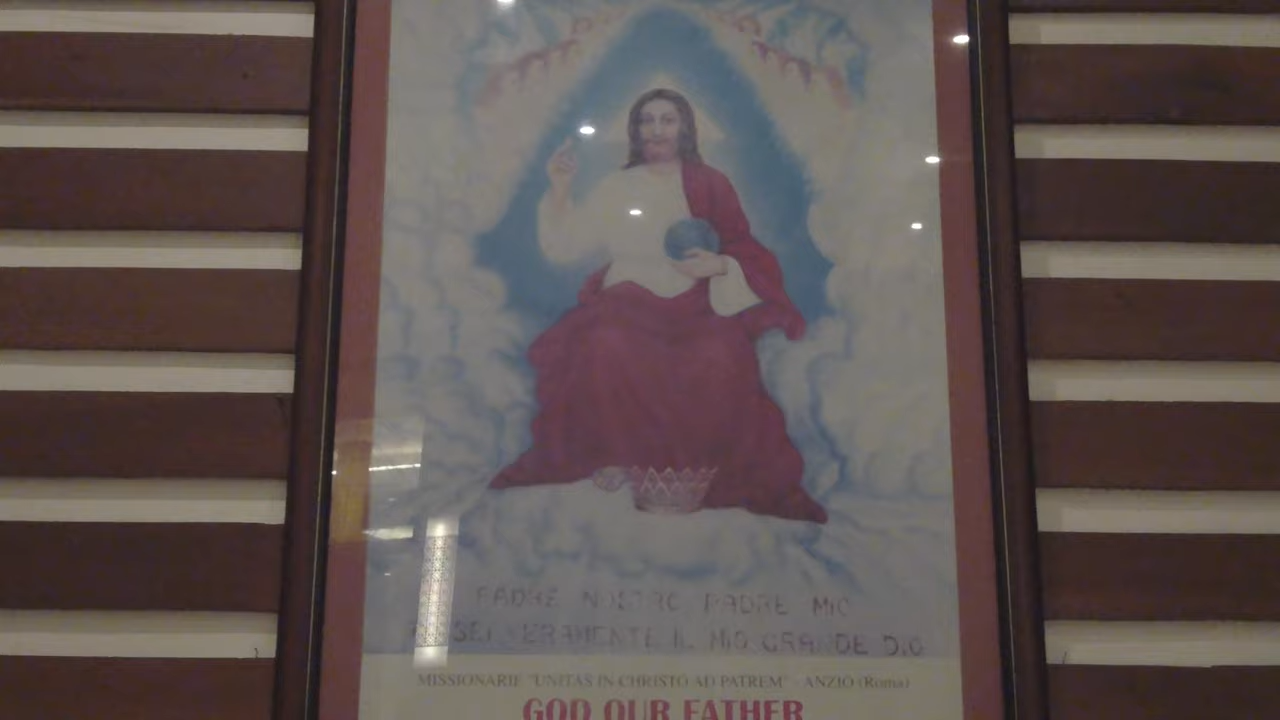 PADRE NOSTRO PADRE MIO
SEI VERAMENTE IL MIO GRANDE DIO
MISSIONARIE "UNITAS IN CHRISTO AD PATREM" - ANZIO (Roma)
GOD OUR FATHER